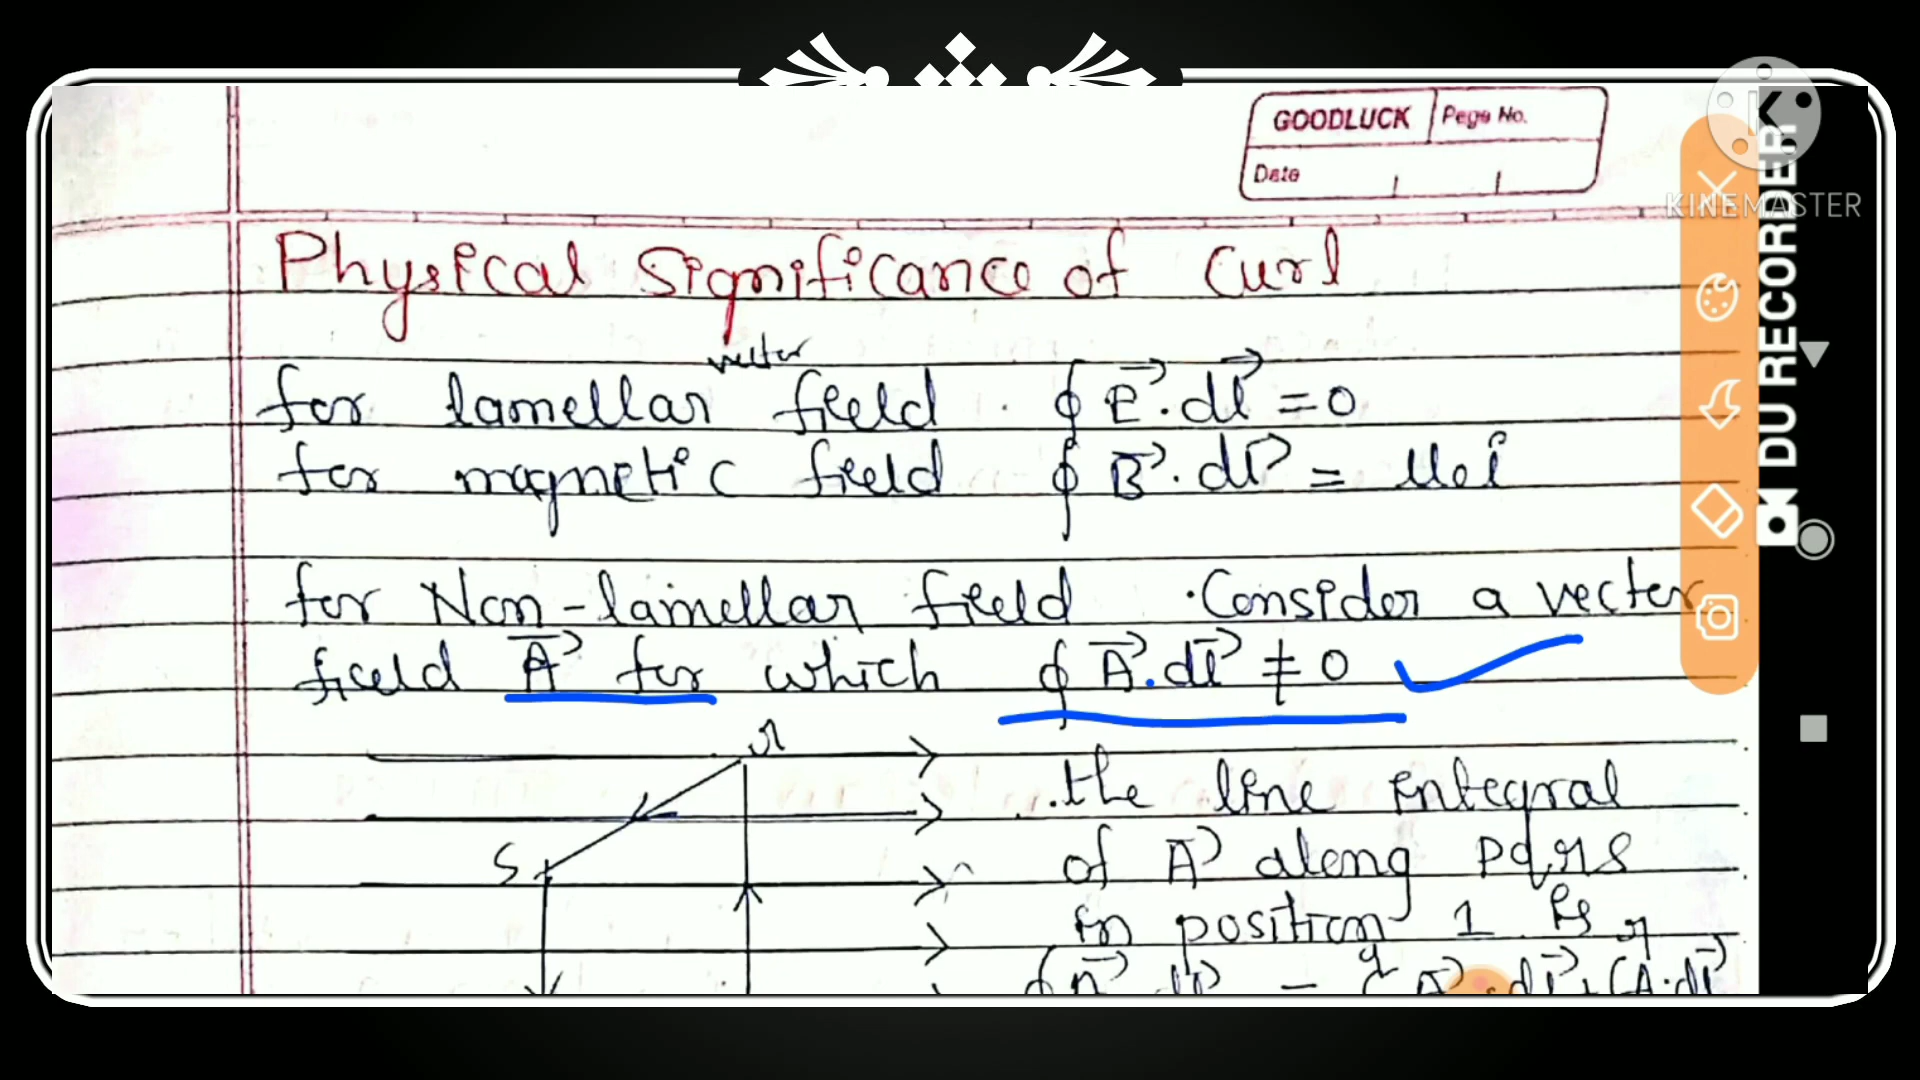 GOODLUCK Page No.
Date
KINEMASTER
DU RECORDER
Physical Significance of Curl
for lamellar vector field ∮ E⃗ . dl⃗ = 0
for magnetic field ∮ B⃗ . dl⃗ = μ₀i
for Non-lamellar field . Consider a vector
field A⃗ for which ∮ A⃗ . dl⃗ ≠ 0
r
.the line integral
S
of A⃗ along pqrs
in position 1 is